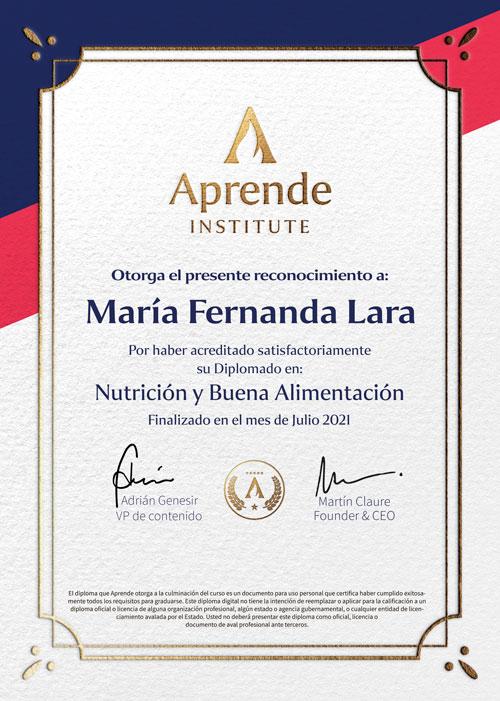 Aprende
INSTITUTE
Otorga el presente reconocimiento a:
María Fernanda Lara
Por haber acreditado satisfactoriamente
su Diplomado en:
Nutrición y Buena Alimentación
Finalizado en el mes de Julio 2021
Adrián Genesir
VP de contenido
Martín Claure
Founder & CEO
El diploma que Aprende otorga a la culminación del curso es un documento para uso personal que certifica haber cumplido exitosa-
mente todos los requisitos para graduarse. Este diploma digital no tiene la intención de reemplazar o aplicar para la calificación a un
diploma oficial o licencia de alguna organización profesional, algún estado o agencia gubernamental, o cualquier entidad de licen-
ciamiento avalada por el Estado. Usted no deberá presentar este diploma como oficial, licencia o
documento de aval profesional ante terceros.